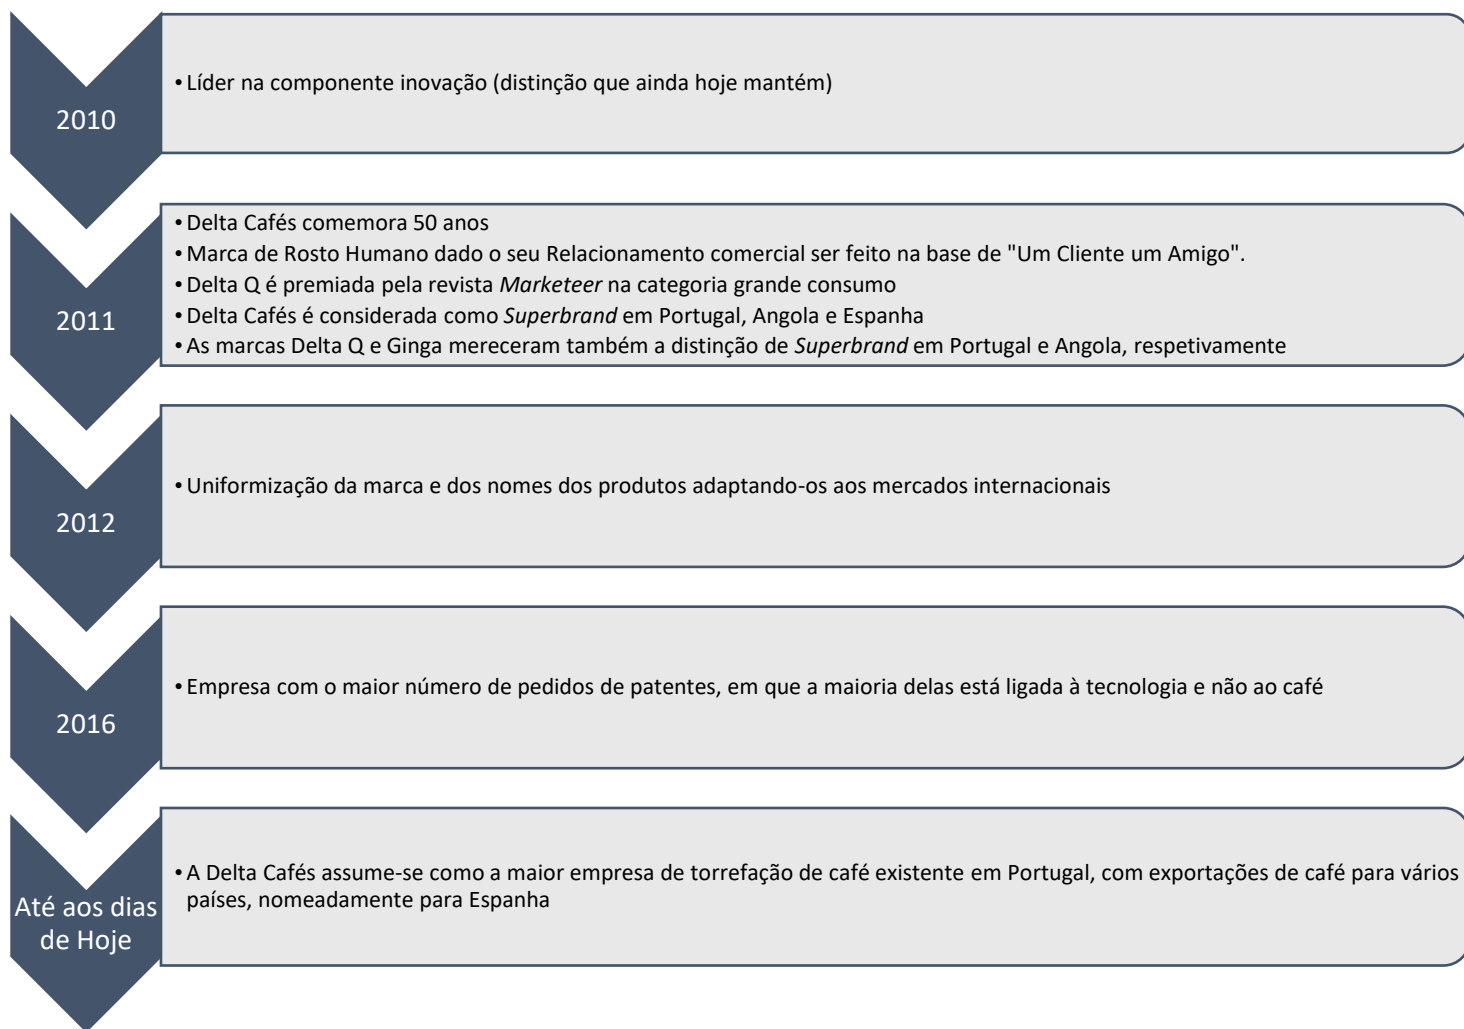 2010
• Líder na componente inovação (distinção que ainda hoje mantém)
2011
• Delta Cafés comemora 50 anos
• Marca de Rosto Humano dado o seu Relacionamento comercial ser feito na base de "Um Cliente um Amigo".
• Delta Q é premiada pela revista Marketeer na categoria grande consumo
• Delta Cafés é considerada como Superbrand em Portugal, Angola e Espanha
• As marcas Delta Q e Ginga mereceram também a distinção de Superbrand em Portugal e Angola, respetivamente
2012
• Uniformização da marca e dos nomes dos produtos adaptando-os aos mercados internacionais
2016
• Empresa com o maior número de pedidos de patentes, em que a maioria delas está ligada à tecnologia e não ao café
Até aos dias
de Hoje
• A Delta Cafés assume-se como a maior empresa de torrefação de café existente em Portugal, com exportações de café para vários
países, nomeadamente para Espanha